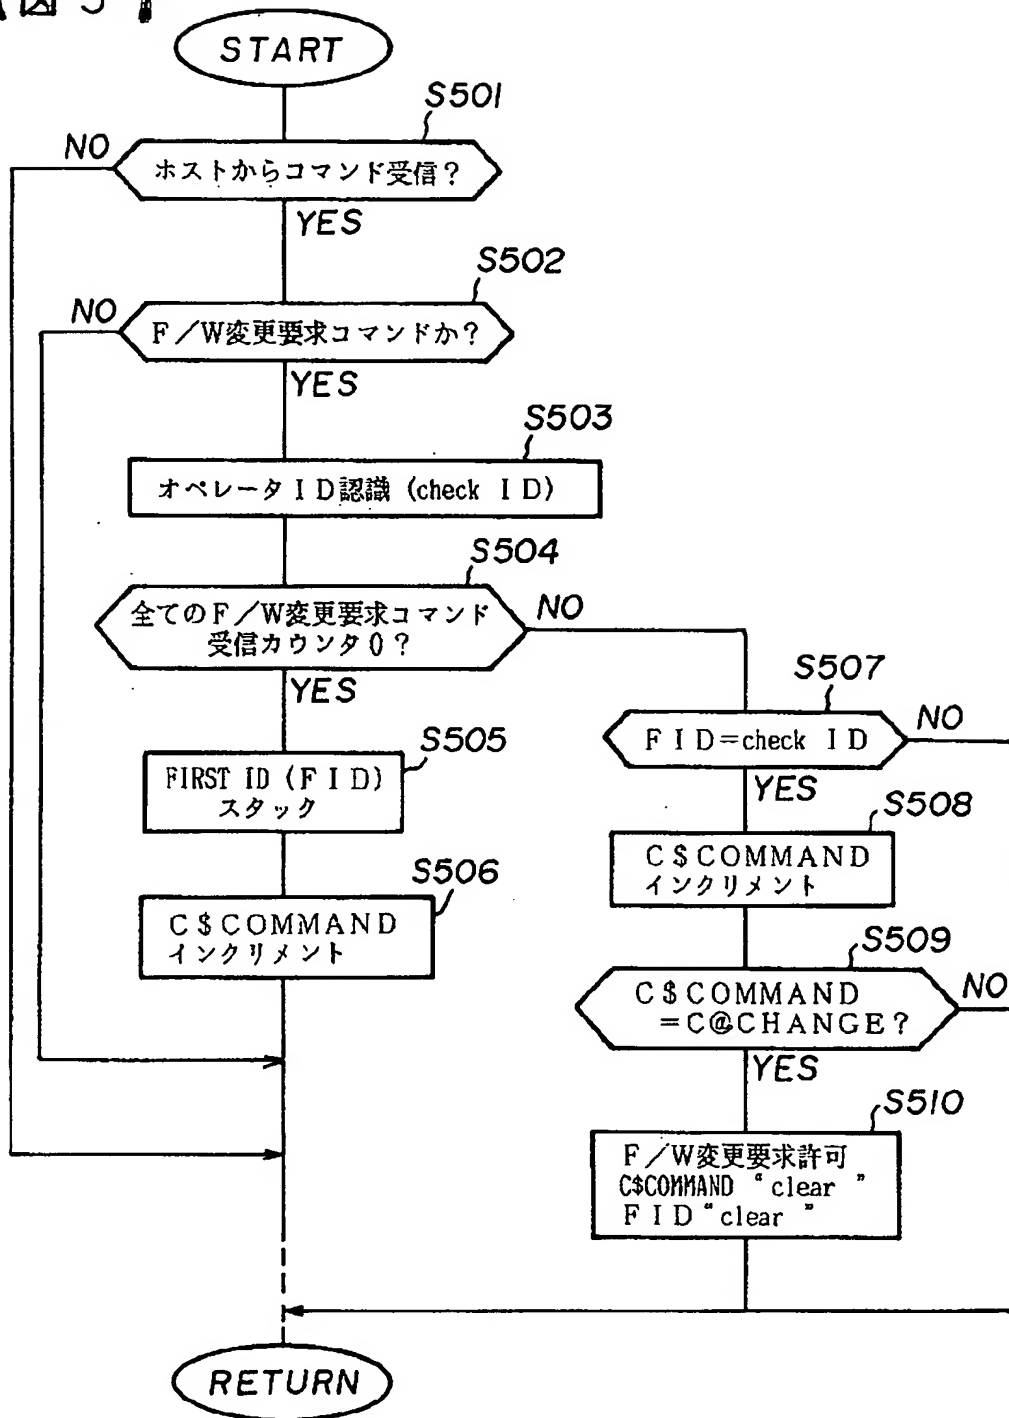 START
S501
NO
ホストからコマンド受信?
YES
S502
NO
F/W変更要求コマンドか?
YES
S503
オペレータID認識 (check ID)
S504
全てのF/W変更要求コマンド
受信カウンタ0?
NO
YES
S505
FIRST ID (FID)
スタック
S506
C$COMMAND
インクリメント
S507
FID=check ID
NO
YES
S508
C$COMMAND
インクリメント
S509
C$COMMAND
=C@CHANGE?
NO
YES
S510
F/W変更要求許可
C$COMMAND “clear ”
FID “clear ”
RETURN